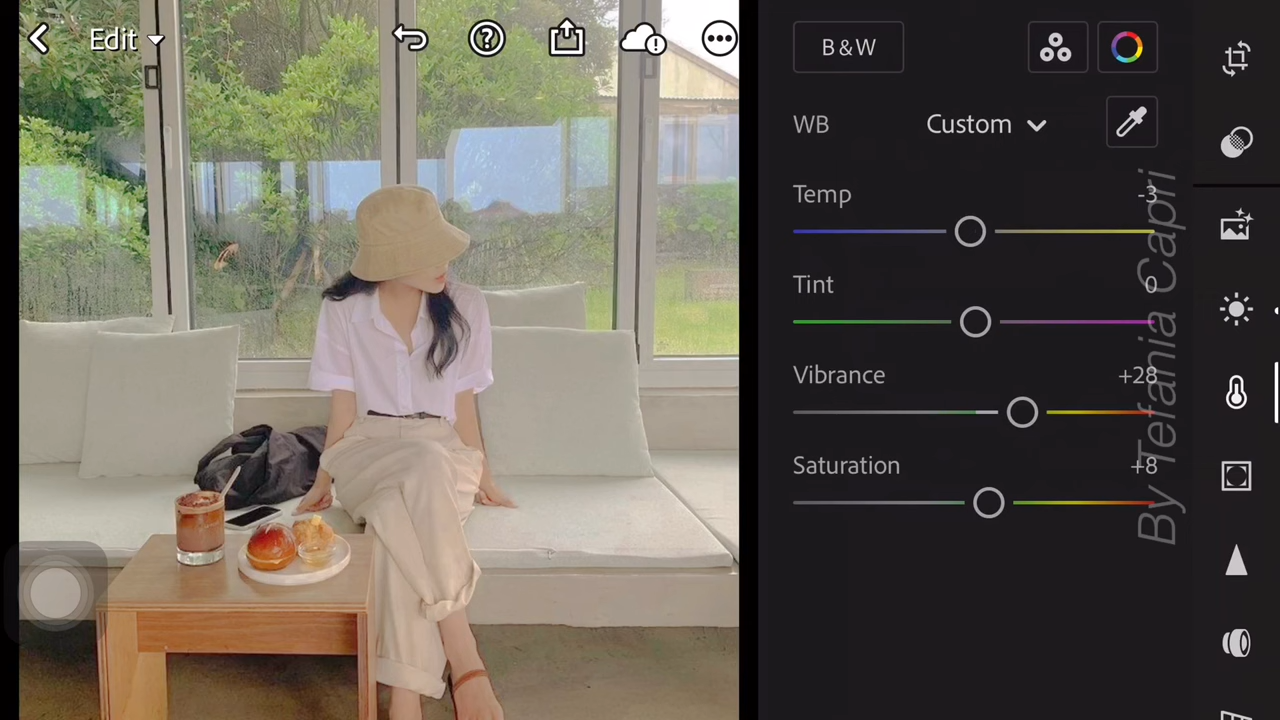 Edit
B&W
WB
Custom
Temp
-3
Tint
0
Vibrance
+28
Saturation
+8
By Tefania Capri